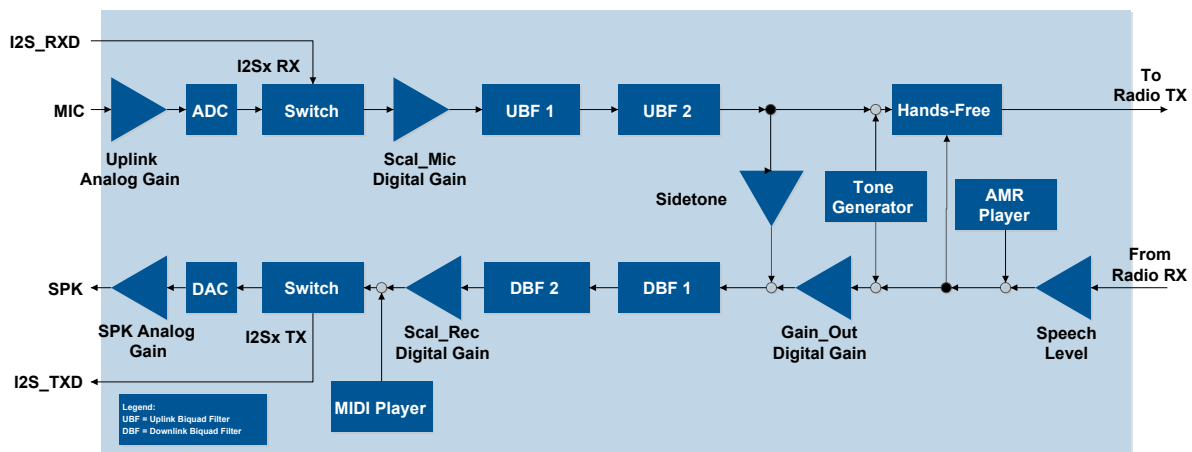 I2S_RXD
I2Sx RX
MIC
ADC
Switch
UBF 1
UBF 2
Hands-Free
To
Radio TX
Uplink
Analog Gain
Scal_Mic
Digital Gain
Sidetone
Tone
Generator
AMR
Player
From
Radio RX
SPK
DAC
Switch
DBF 2
DBF 1
SPK Analog
Gain
I2Sx TX
Scal_Rec
Digital Gain
Gain_Out
Digital Gain
Speech
Level
I2S_TXD
MIDI Player
Legend:
UBF = Uplink Biquad Filter
DBF = Downlink Biquad Filter